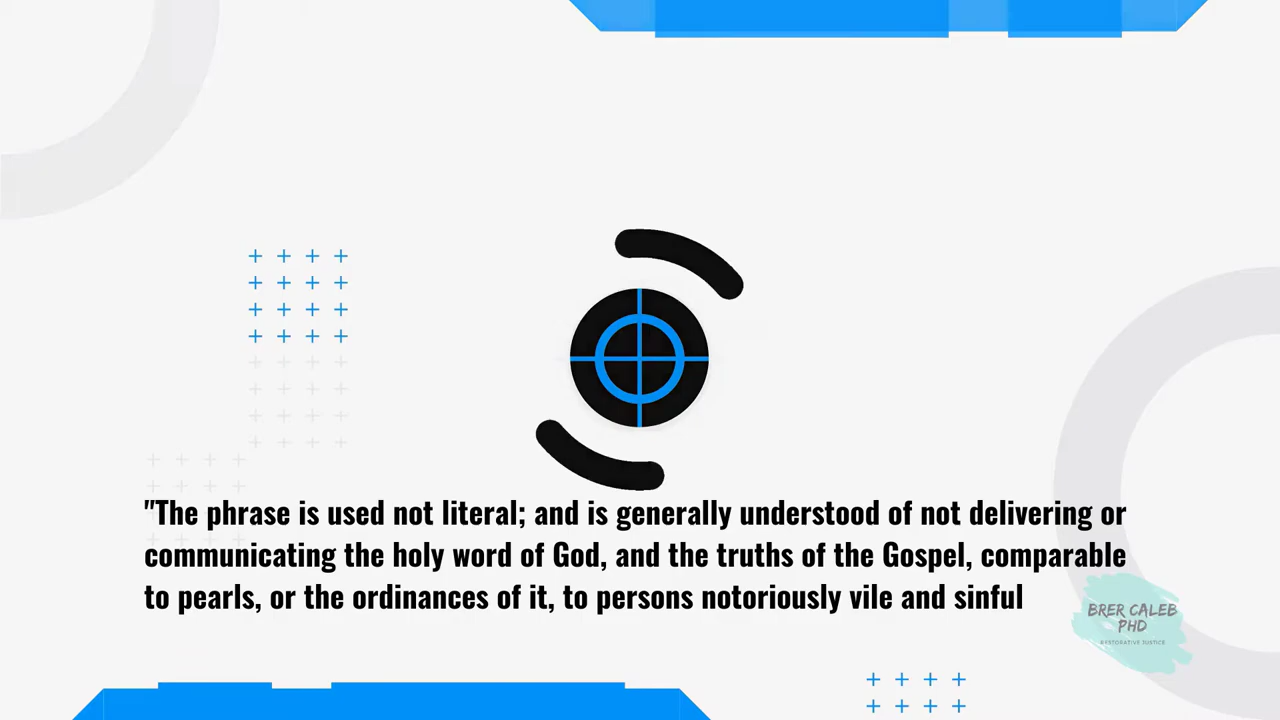 "The phrase is used not literal; and is generally understood of not delivering or
communicating the holy word of God, and the truths of the Gospel, comparable
to pearls, or the ordinances of it, to persons notoriously vile and sinful
BRER CALEB
PHD
RESTORATIVE JUSTICE